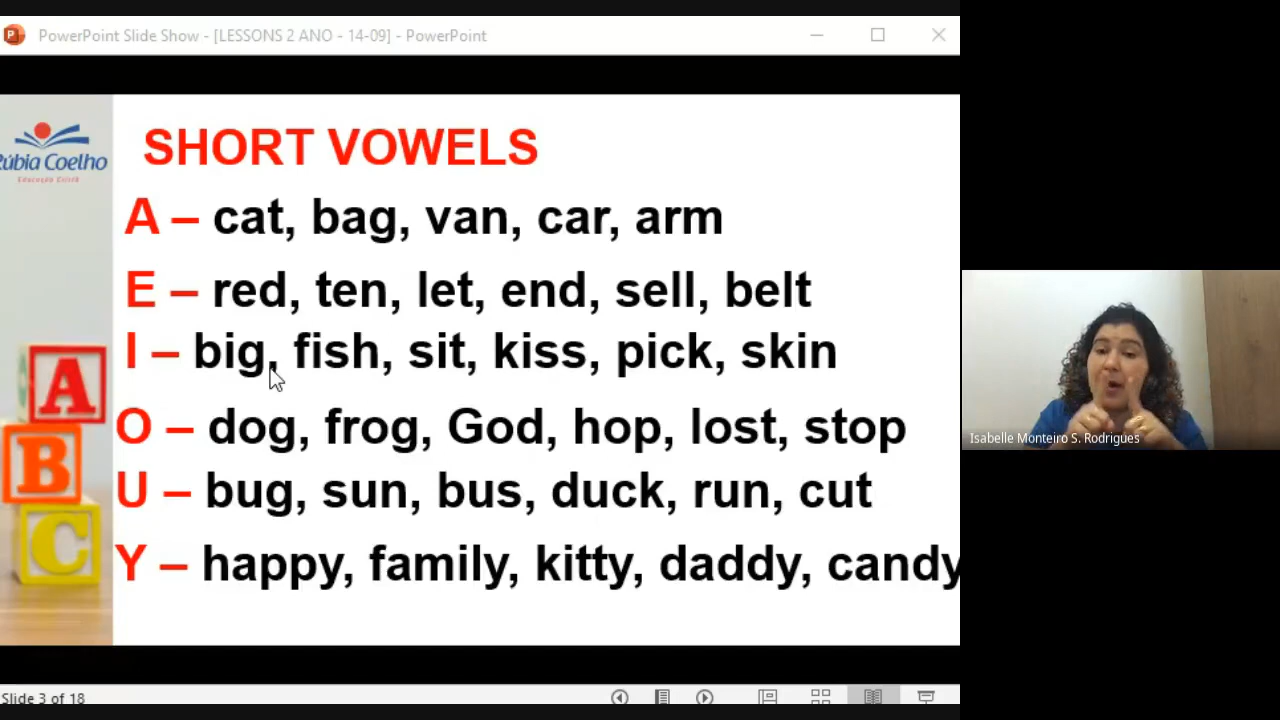 PowerPoint Slide Show - [LESSONS 2 ANO - 14-09] - PowerPoint
Rúbia Coelho
Educação Cristã
SHORT VOWELS
A – cat, bag, van, car, arm
E – red, ten, let, end, sell, belt
I – big, fish, sit, kiss, pick, skin
O – dog, frog, God, hop, lost, stop
U – bug, sun, bus, duck, run, cut
Y – happy, family, kitty, daddy, candy
A
B
C
Isabelle Monteiro S. Rodrigues
Slide 3 of 18